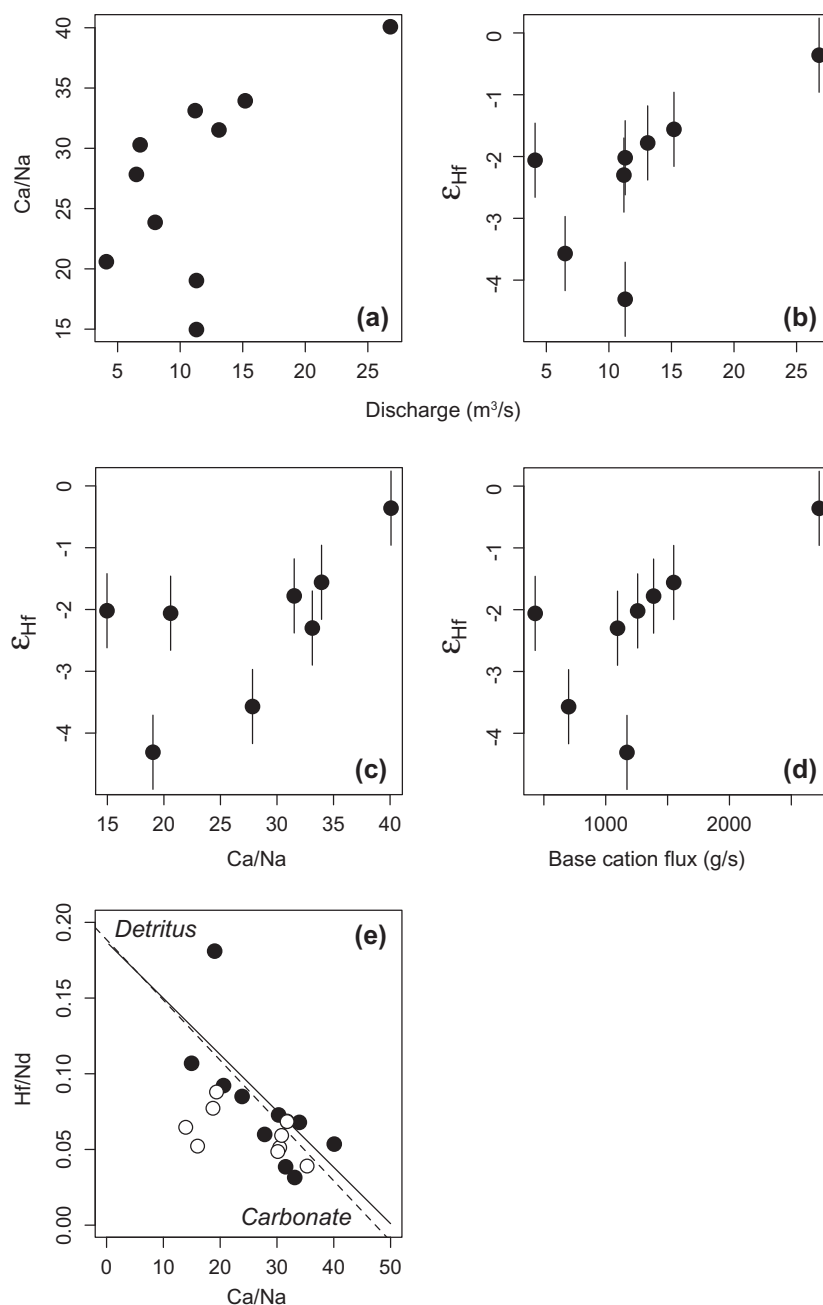 40
35
30
25
20
15
Ca/Na
(a)
5 10 15 20 25
0
-1
-2
-3
-4
εHf
(b)
5 10 15 20 25
Discharge (m³/s)
0
-1
-2
-3
-4
εHf
(c)
15 20 25 30 35 40
Ca/Na
0
-1
-2
-3
-4
εHf
(d)
1000 2000
Base cation flux (g/s)
0.20
0.15
0.10
0.05
0.00
Hf/Nd
Detritus
(e)
Carbonate
0 10 20 30 40 50
Ca/Na